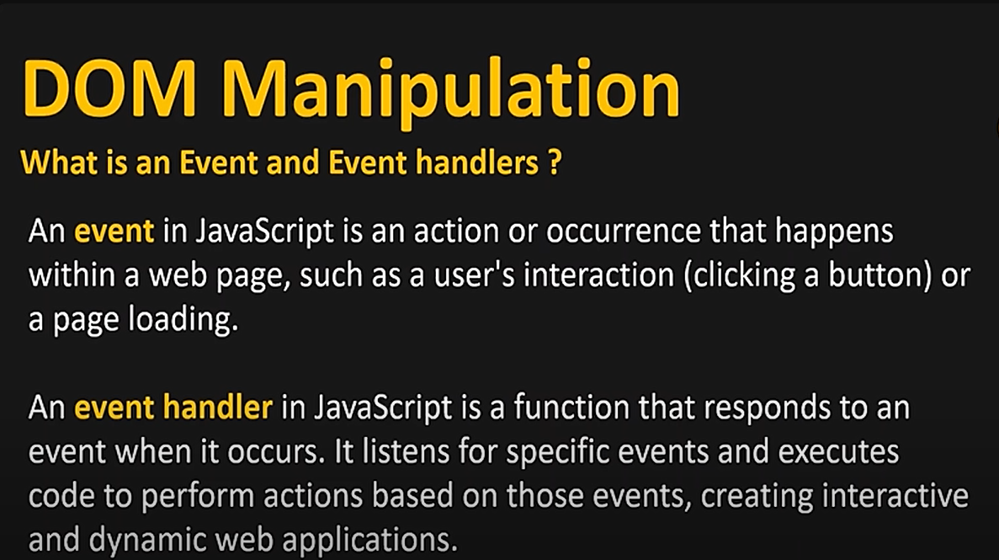 DOM Manipulation
What is an Event and Event handlers ?
An event in JavaScript is an action or occurrence that happens
within a web page, such as a user's interaction (clicking a button) or
a page loading.
An event handler in JavaScript is a function that responds to an
event when it occurs. It listens for specific events and executes
code to perform actions based on those events, creating interactive
and dynamic web applications.